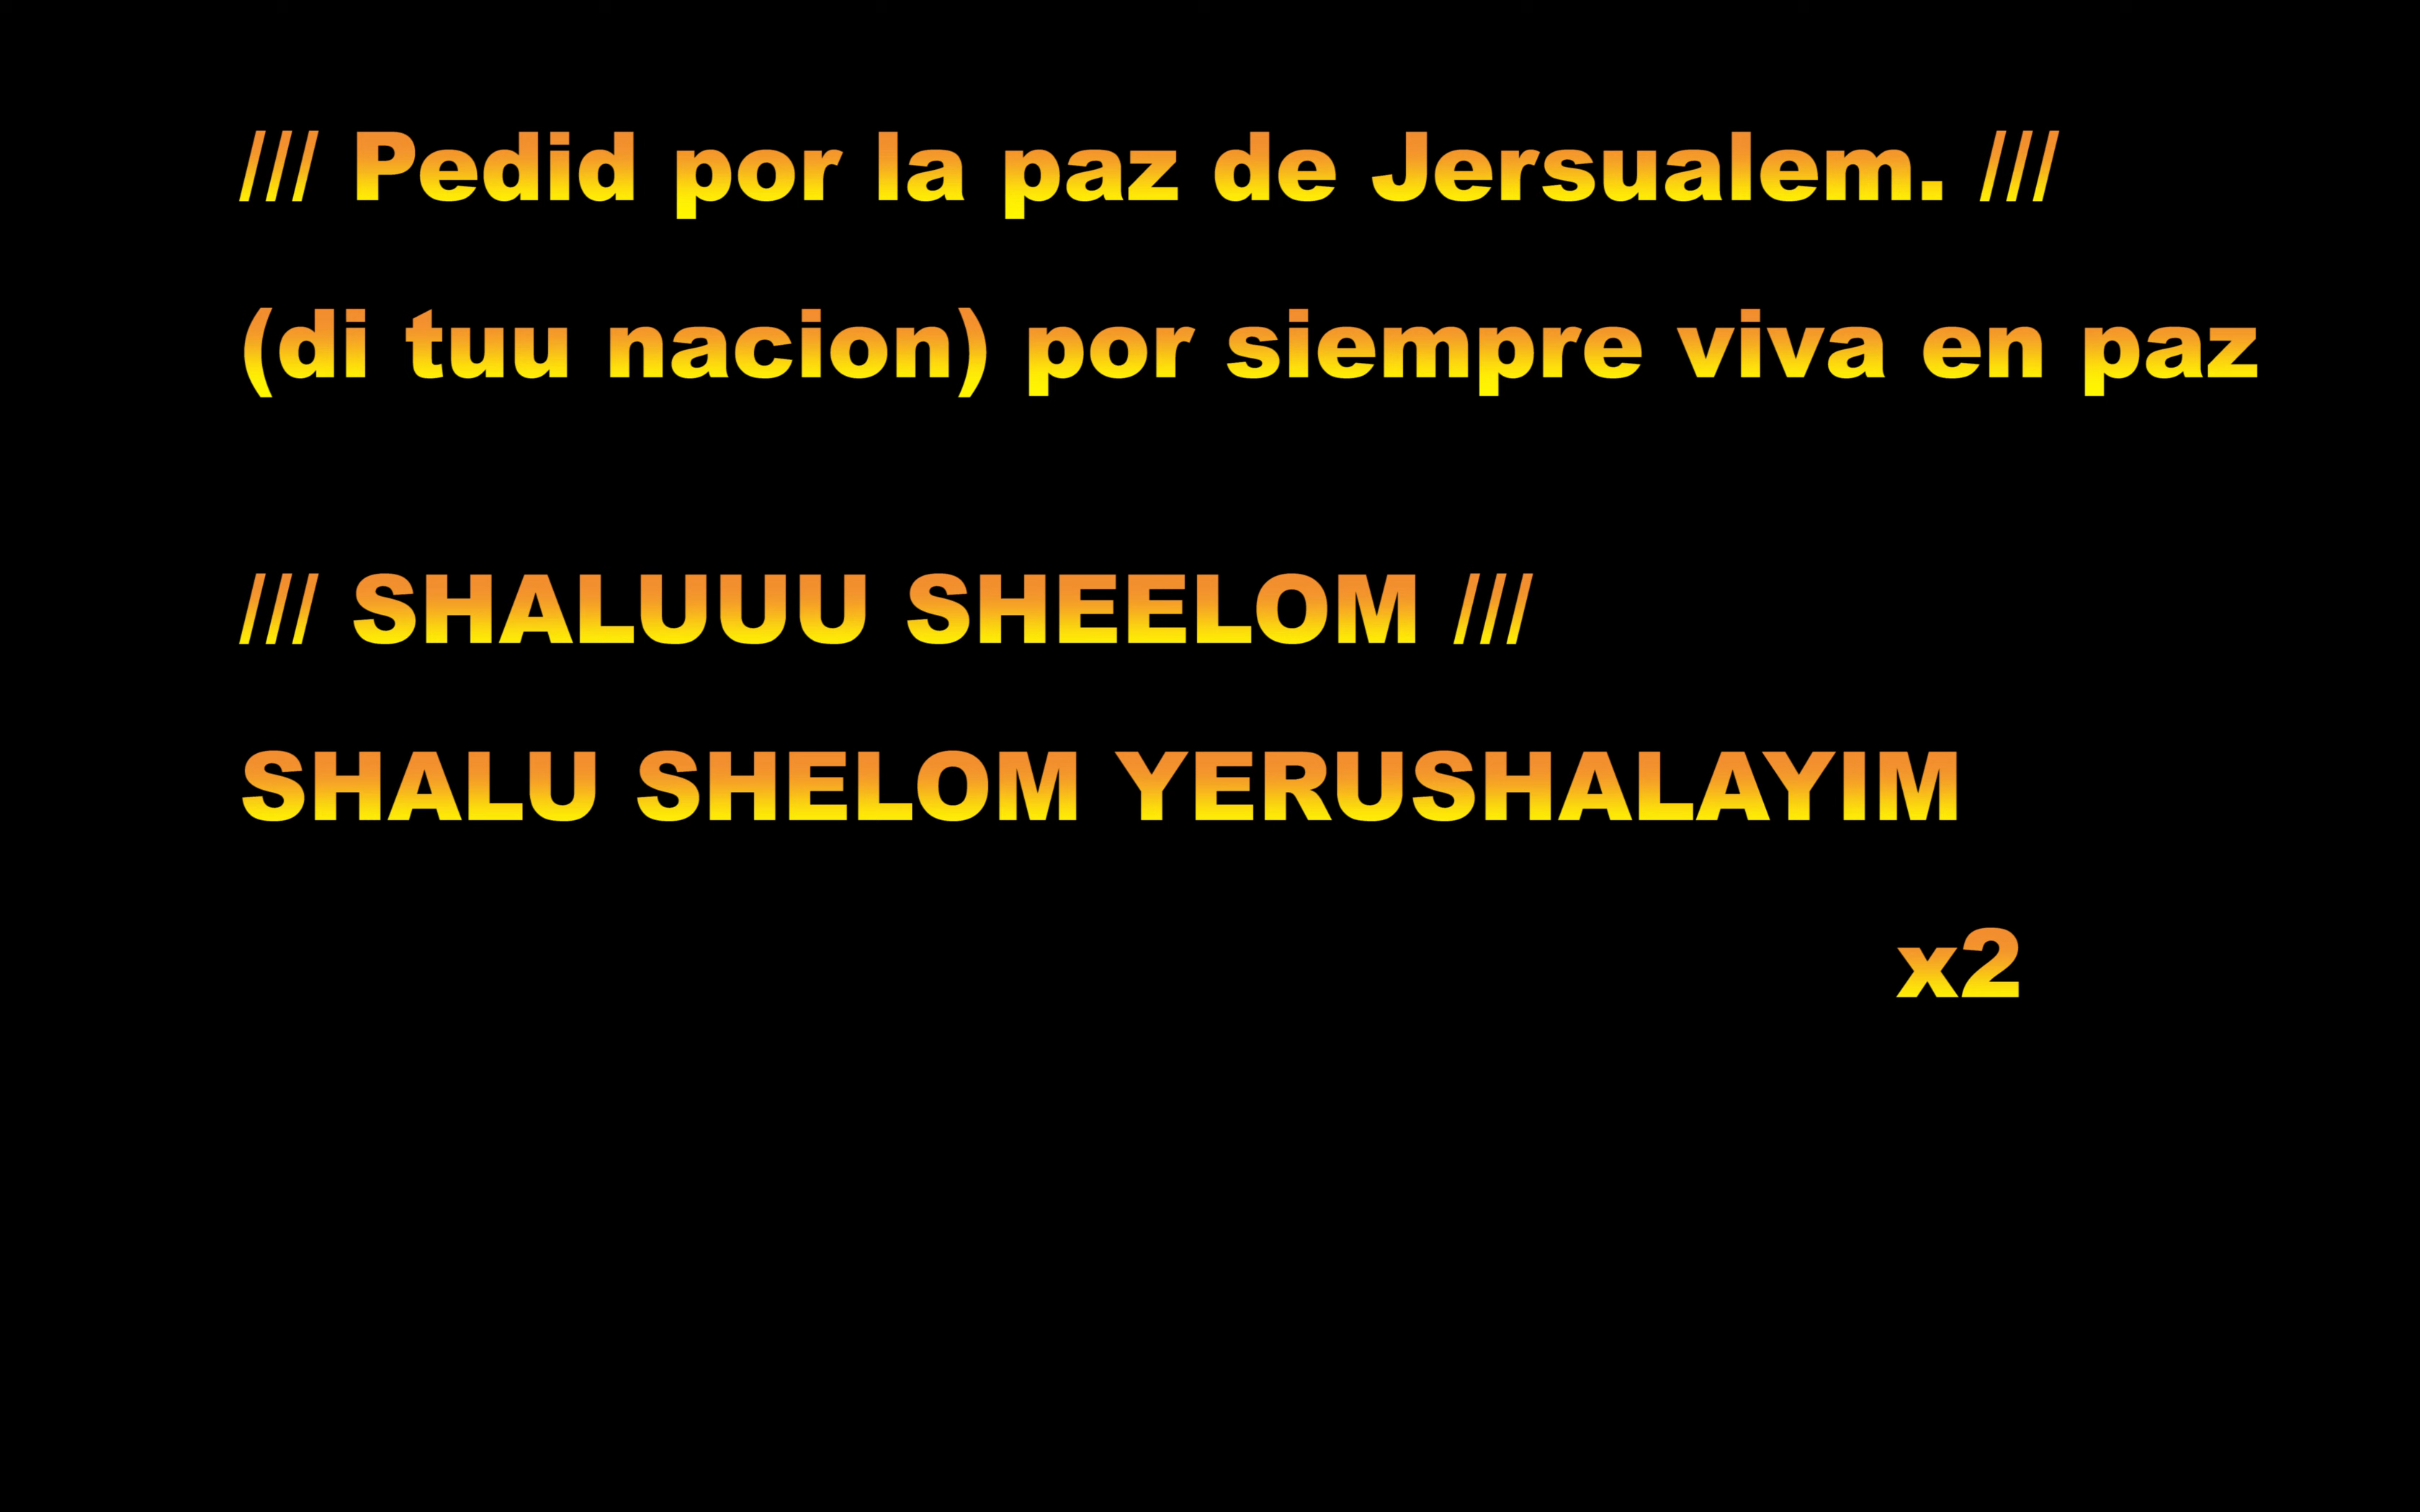 /// Pedid por la paz de Jersualem. ///
(di tuu nacion) por siempre viva en paz
/// SHALUUU SHEELOM ///
SHALU SHELOM YERUSHALAYIM
x2